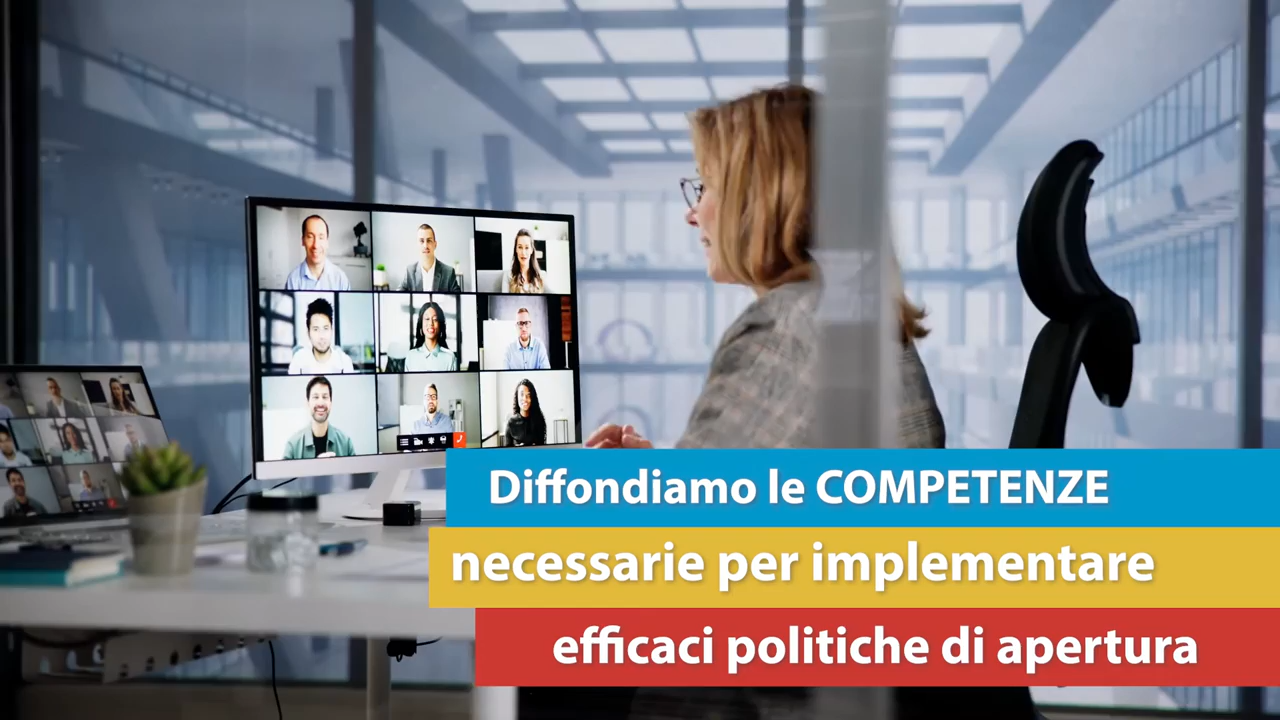 Diffondiamo le COMPETENZE
necessarie per implementare
efficaci politiche di apertura